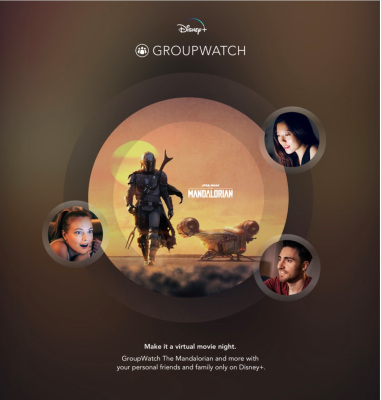 Disney+
GROUPWATCH
STAR WARS
THE
MANDALORIAN
Make it a virtual movie night.
GroupWatch The Mandalorian and more with
your personal friends and family only on Disney+.